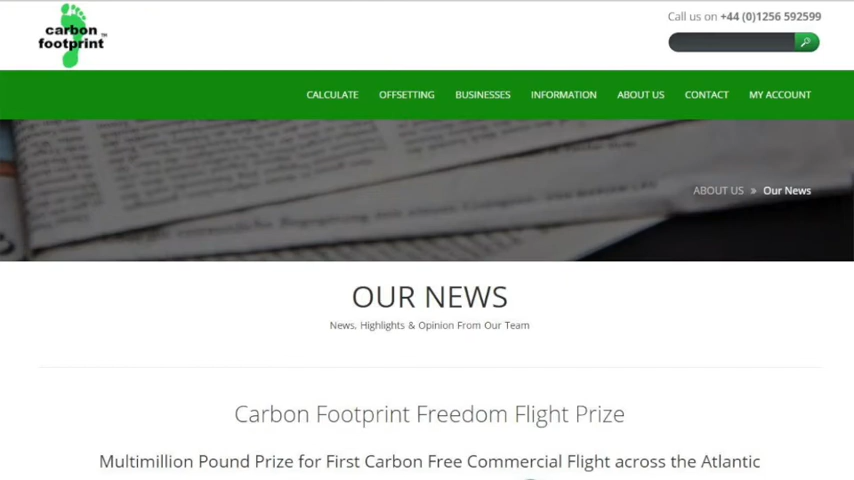 carbon
footprint™
Call us on +44 (0)1256 592599
CALCULATE OFFSETTING BUSINESSES INFORMATION ABOUT US CONTACT MY ACCOUNT
ABOUT US » Our News
OUR NEWS
News, Highlights & Opinion From Our Team
Carbon Footprint Freedom Flight Prize
Multimillion Pound Prize for First Carbon Free Commercial Flight across the Atlantic